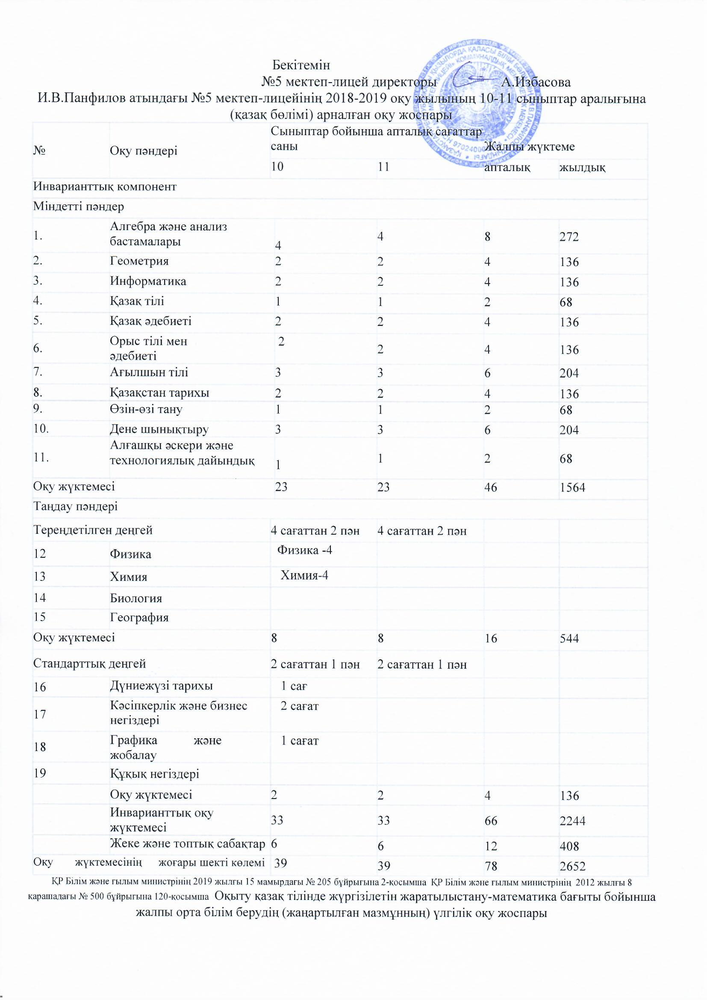 Бекітемін
№5 мектеп-лицей директоры А.Избасова
И.В.Панфилов атындағы №5 мектеп-лицейінің 2018-2019 оқу жылының 10-11 сыныптар аралығына
(қазақ бөлімі) арналған оқу жоспары
№ Оқу пәндері Сыныптар бойынша апталық сағаттар
саны Жалпы жүктеме
10 11 апталық жылдық
Инварианттық компонент
Міндетті пәндер
1. Алгебра және анализ
бастамалары 4 4 8 272
2. Геометрия 2 2 4 136
3. Информатика 2 2 4 136
4. Қазақ тілі 1 1 2 68
5. Қазақ әдебиеті 2 2 4 136
6. Орыс тілі мен
әдебиеті 2 2 4 136
7. Ағылшын тілі 3 3 6 204
8. Қазақстан тарихы 2 2 4 136
9. Өзін-өзі тану 1 1 2 68
10. Дене шынықтыру 3 3 6 204
11. Алғашқы әскери және
технологиялық дайындық 1 1 2 68
Оқу жүктемесі 23 23 46 1564
Таңдау пәндері
Тереңдетілген деңгей 4 сағаттан 2 пән 4 сағаттан 2 пән
12 Физика Физика -4
13 Химия Химия-4
14 Биология
15 География
Оқу жүктемесі 8 8 16 544
Стандарттық деңгей 2 сағаттан 1 пән 2 сағаттан 1 пән
16 Дүниежүзі тарихы 1 сағ
17 Кәсіпкерлік және бизнес
негіздері 2 сағат
18 Графика және
жобалау 1 сағат
19 Құқық негіздері
Оқу жүктемесі 2 2 4 136
Инварианттық оқу
жүктемесі 33 33 66 2244
Жеке және топтық сабақтар 6 6 12 408
Оқу жүктемесінің жоғары шекті көлемі 39 39 78 2652
ҚР Білім және ғылым министрінің 2019 жылғы 15 мамырдағы № 205 бұйрығына 2-қосымша ҚР Білім және ғылым министрінің 2012 жылғы 8
қарашадағы № 500 бұйрығына 120-қосымша Оқыту қазақ тілінде жүргізілетін жаратылыстану-математика бағыты бойынша
жалпы орта білім берудің (жаңартылған мазмұнның) үлгілік оқу жоспары